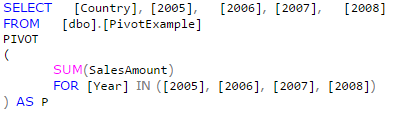 SELECT [Country], [2005], [2006], [2007], [2008]
FROM [dbo].[PivotExample]
PIVOT
(
SUM(SalesAmount)
FOR [Year] IN ([2005], [2006], [2007], [2008])
) AS P